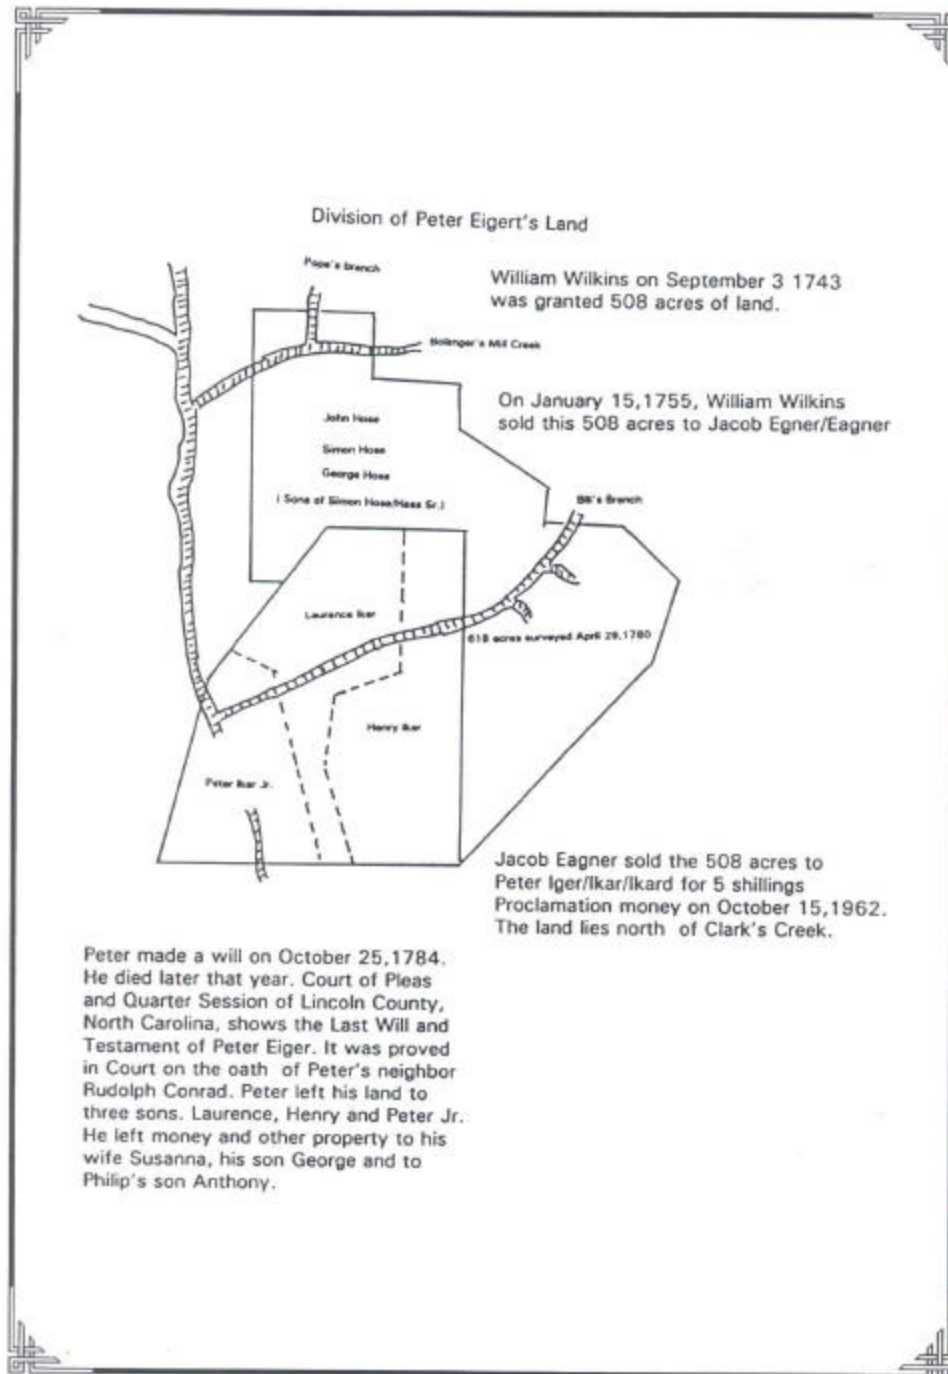 Division of Peter Eigert's Land
Pope's branch
William Wilkins on September 3 1743
was granted 508 acres of land.
Bolinger's Mill Creek
On January 15,1755, William Wilkins
sold this 508 acres to Jacob Egner/Eagner
John Hose
Simon Hose
George Hose
( Sons of Simon Hose/Hass Sr.)
Bill's Branch
Laurence Iker
618 acres surveyed April 28,1780
Henry Iker
Peter Ikar Jr.
Jacob Eagner sold the 508 acres to
Peter Iger/Ikar/Ikard for 5 shillings
Proclamation money on October 15,1962.
The land lies north of Clark's Creek.
Peter made a will on October 25,1784.
He died later that year. Court of Pleas
and Quarter Session of Lincoln County,
North Carolina, shows the Last Will and
Testament of Peter Eiger. It was proved
in Court on the oath of Peter's neighbor
Rudolph Conrad. Peter left his land to
three sons. Laurence, Henry and Peter Jr.
He left money and other property to his
wife Susanna, his son George and to
Philip's son Anthony.